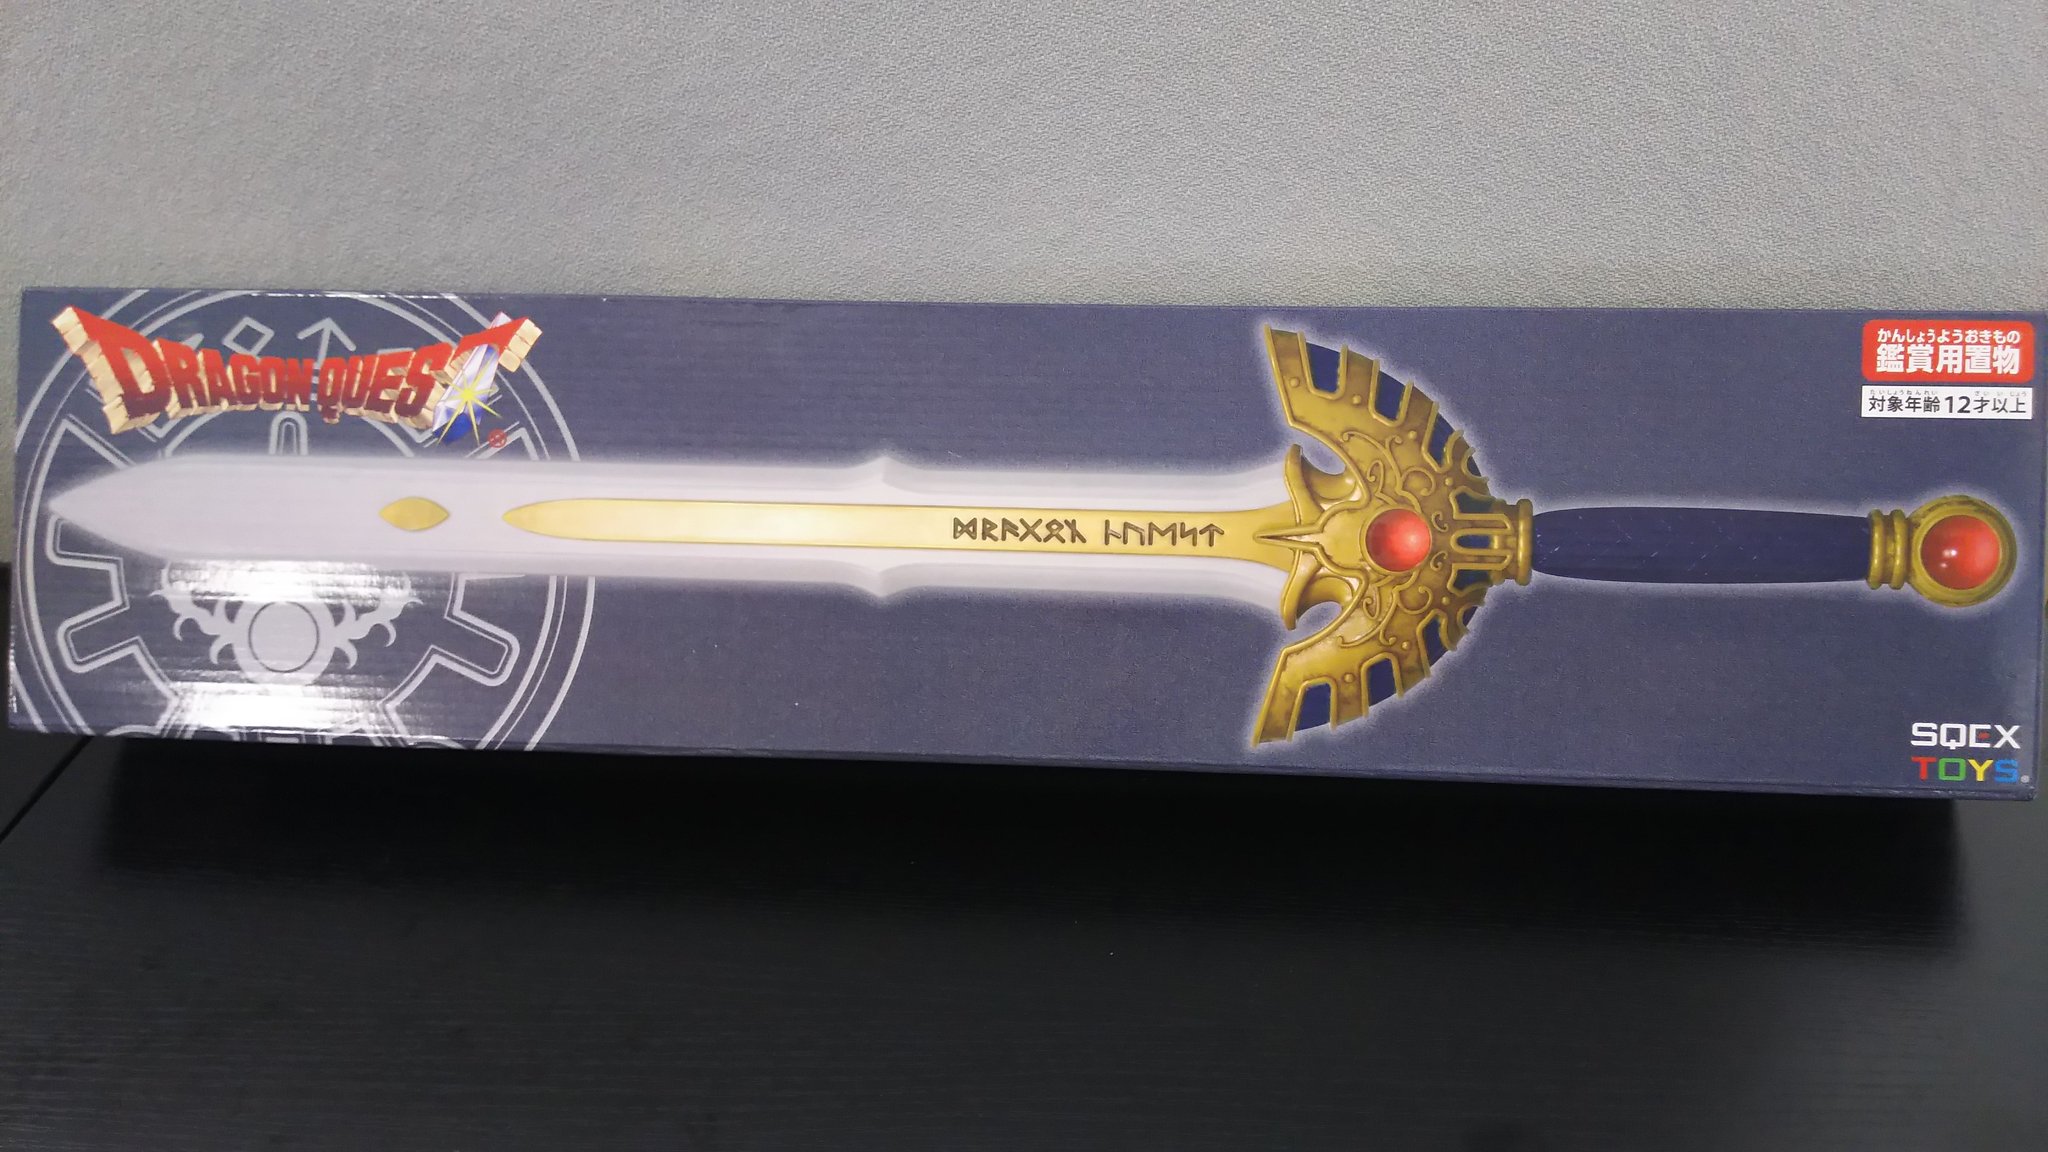 DRAGON QUEST
かんしょうようおきもの
鑑賞用置物
たいしょうねんれい さい いじょう
対象年齢12才以上
SQEX
TOYS